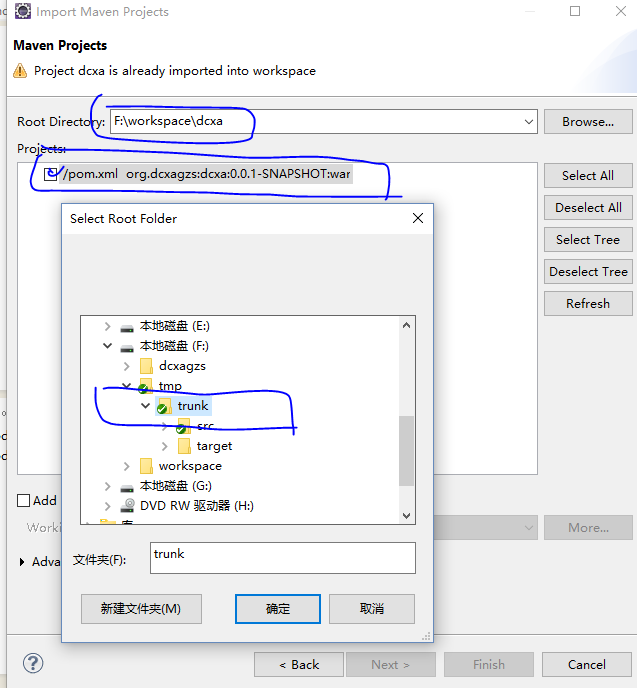 Import Maven Projects
Maven Projects
Project dcxa is already imported into workspace
Root Directory:
F:\workspace\dcxa
Browse...
Projects:
/pom.xml org.dcxagzs:dcxa:0.0.1-SNAPSHOT:war
Select All
Deselect All
Select Tree
Deselect Tree
Refresh
Select Root Folder
本地磁盘 (E:)
本地磁盘 (F:)
dcxagzs
tmp
trunk
src
target
workspace
本地磁盘 (G:)
DVD RW 驱动器 (H:)
文件夹(F):
trunk
新建文件夹(M)
确定
取消
Add
More...
< Back
Next >
Finish
Cancel